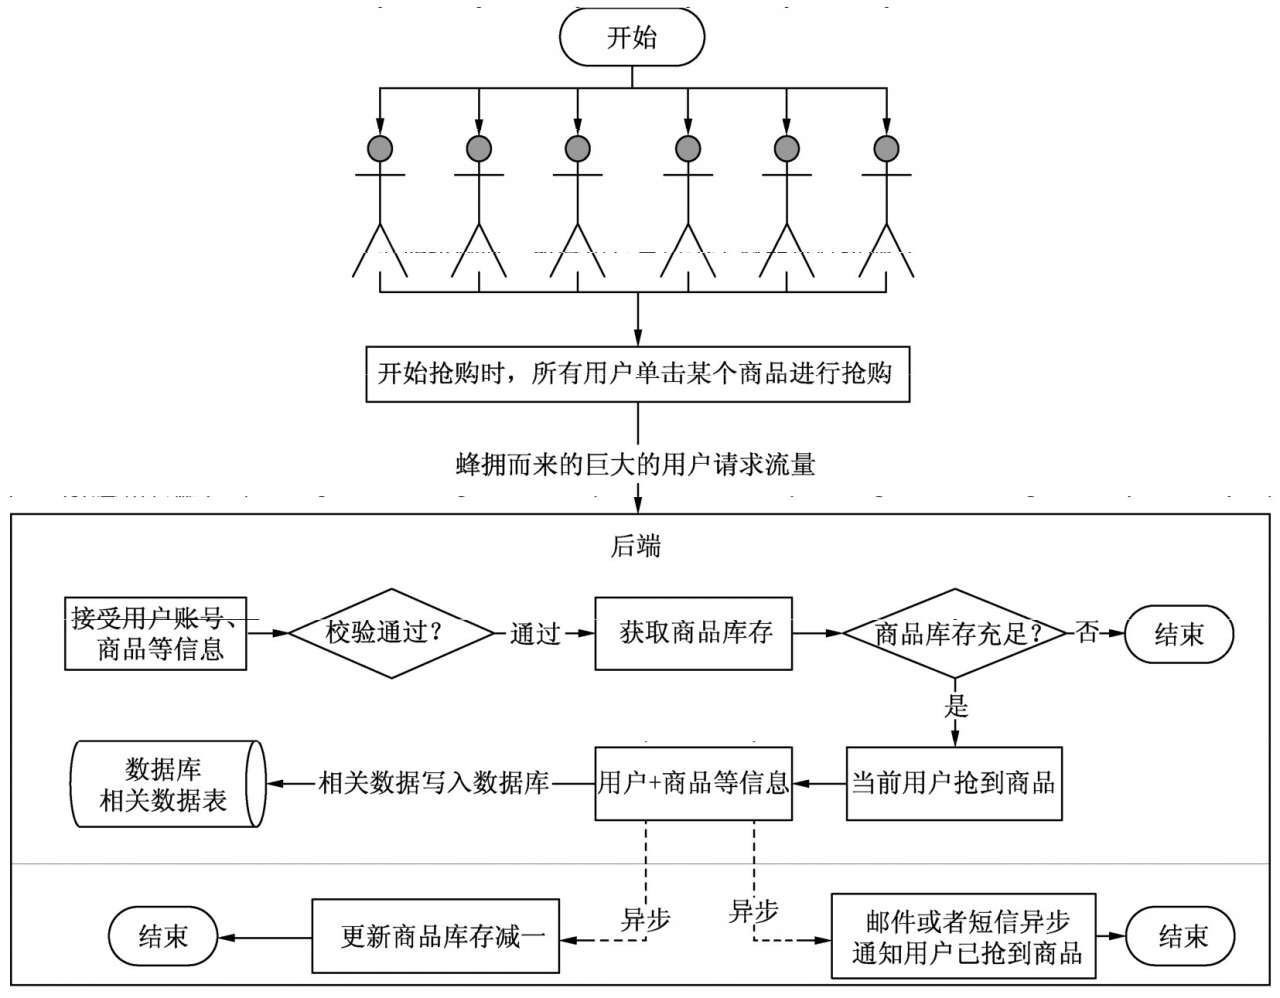 开始
开始抢购时，所有用户单击某个商品进行抢购
蜂拥而来的巨大的用户请求流量
后端
接受用户账号、
商品等信息
校验通过？
通过
获取商品库存
商品库存充足？
否
结束
是
数据库
相关数据表
相关数据写入数据库
用户+商品等信息
当前用户抢到商品
异步
异步
结束
更新商品库存减一
邮件或者短信异步
通知用户已抢到商品
结束